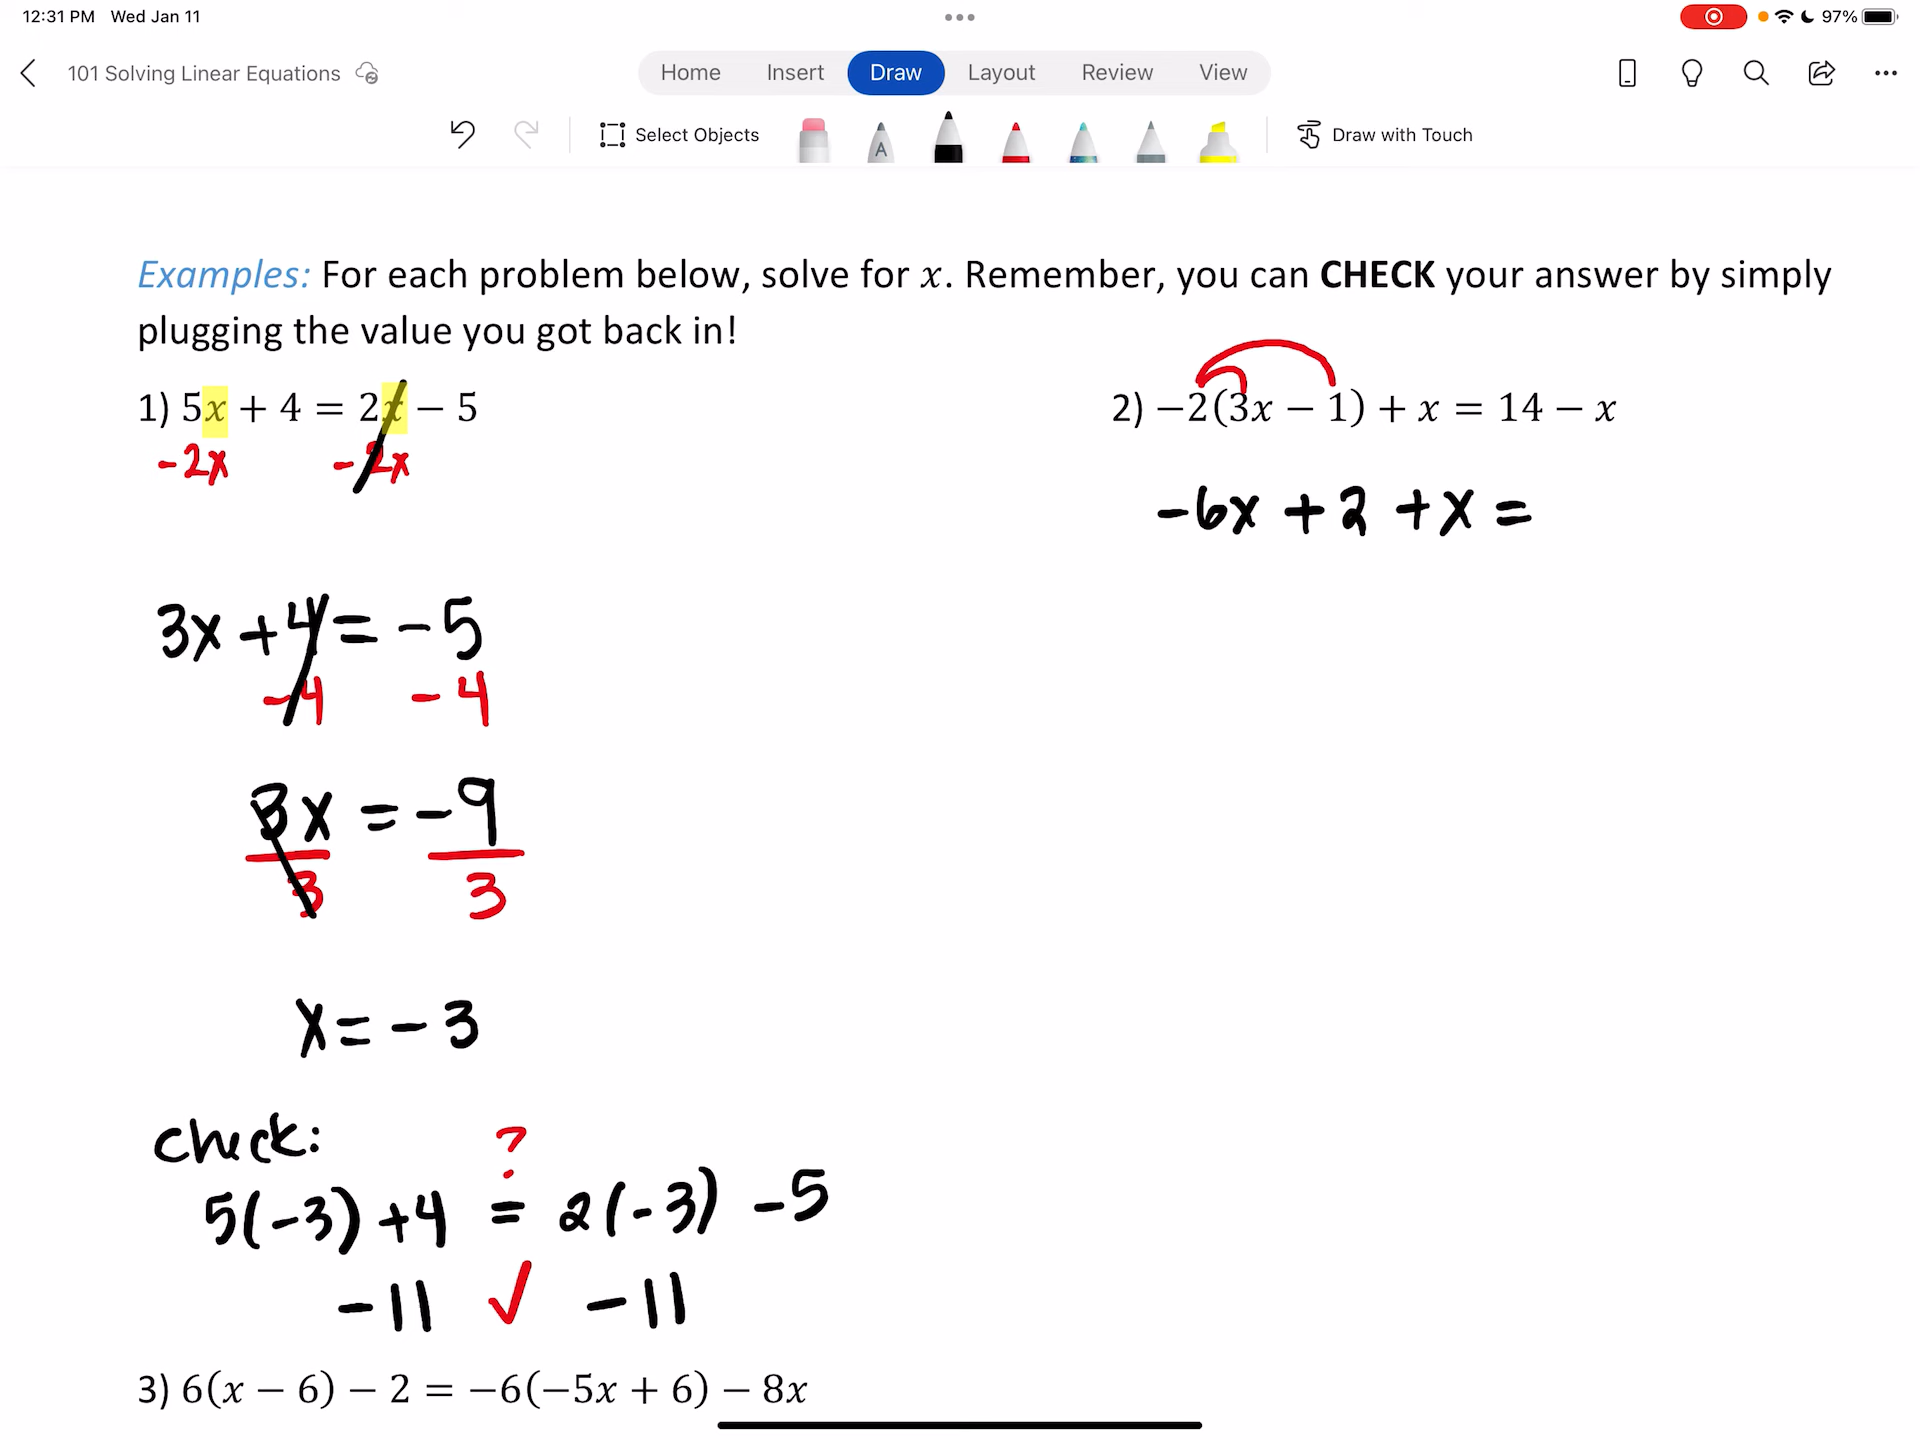 12:31 PM Wed Jan 11
97%
101 Solving Linear Equations
Home Insert Draw Layout Review View
Select Objects
A
Draw with Touch
Examples: For each problem below, solve for x. Remember, you can CHECK your answer by simply
plugging the value you got back in!
1) 5x + 4 = 2x − 5
-2x -2x
3x +4 = -5
-4 -4
3x = -9
3 3
x = -3
Check:
?
5(-3) +4 = 2(-3) -5
-11 ✓ -11
2) −2(3x − 1) + x = 14 − x
-6x +2 +x =
3) 6(x − 6) − 2 = −6(−5x + 6) − 8x